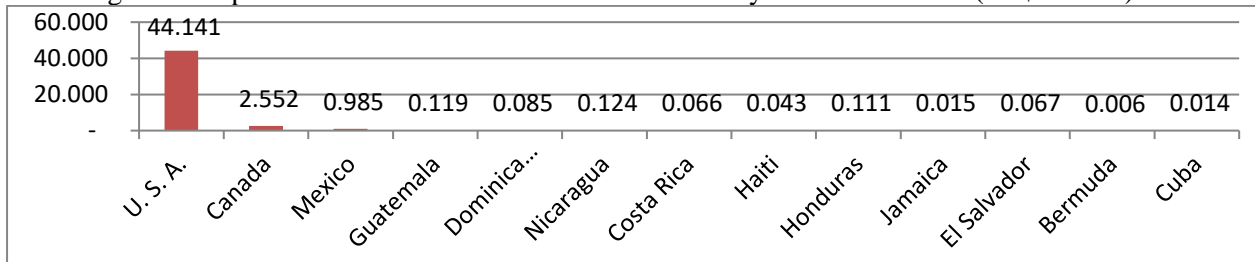 60.000
40.000
20.000
-
44.141
2.552
0.985
0.119
0.085
0.124
0.066
0.043
0.111
0.015
0.067
0.006
0.014
U. S. A.
Canada
Mexico
Guatemala
Dominica...
Nicaragua
Costa Rica
Haiti
Honduras
Jamaica
El Salvador
Bermuda
Cuba